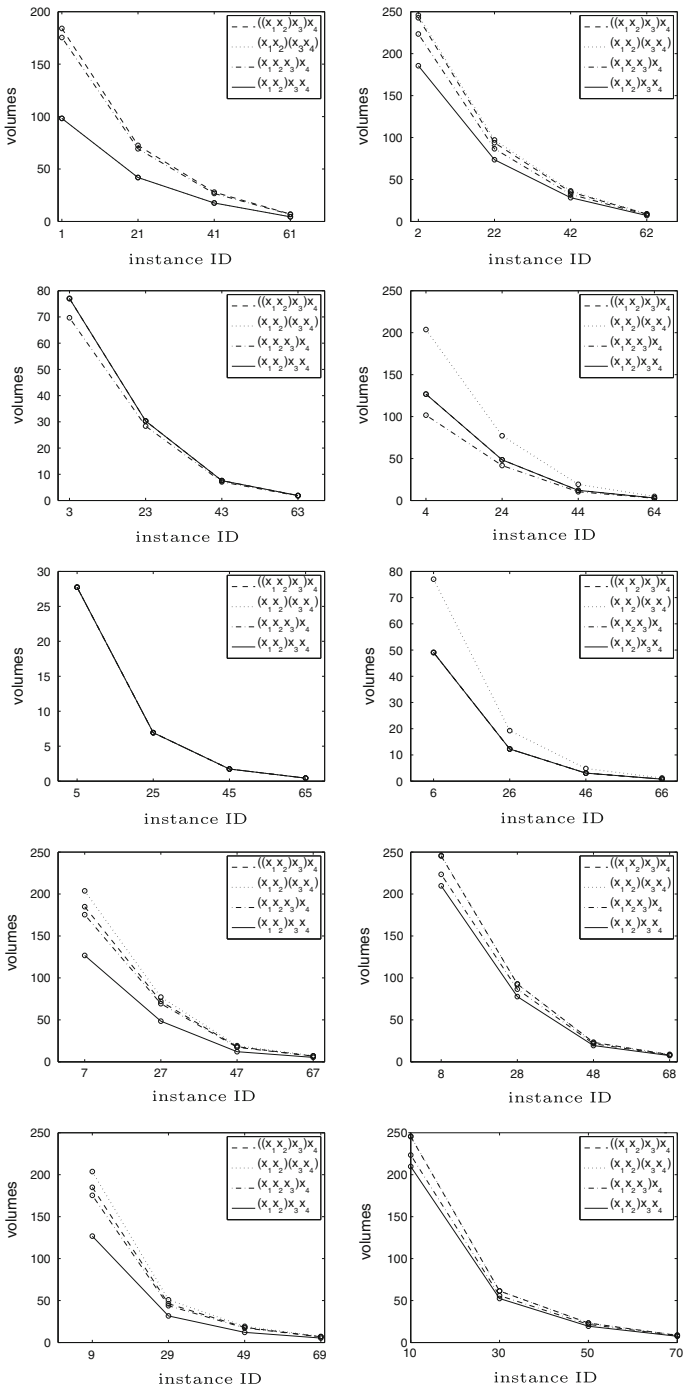 200
150
100
50
0
volumes
1 21 41 61
instance ID
((x₁x₂)x₃)x₄
(x₁x₂)(x₃x₄)
(x₁x₂x₃)x₄
(x₁x₂)x₃x₄
250
200
150
100
50
0
volumes
2 22 42 62
instance ID
((x₁x₂)x₃)x₄
(x₁x₂)(x₃x₄)
(x₁x₂x₃)x₄
(x₁x₂)x₃x₄
80
70
60
50
40
30
20
10
0
volumes
3 23 43 63
instance ID
((x₁x₂)x₃)x₄
(x₁x₂)(x₃x₄)
(x₁x₂x₃)x₄
(x₁x₂)x₃x₄
250
200
150
100
50
0
volumes
4 24 44 64
instance ID
((x₁x₂)x₃)x₄
(x₁x₂)(x₃x₄)
(x₁x₂x₃)x₄
(x₁x₂)x₃x₄
30
25
20
15
10
5
0
volumes
5 25 45 65
instance ID
((x₁x₂)x₃)x₄
(x₁x₂)(x₃x₄)
(x₁x₂x₃)x₄
(x₁x₂)x₃x₄
80
70
60
50
40
30
20
10
0
volumes
6 26 46 66
instance ID
((x₁x₂)x₃)x₄
(x₁x₂)(x₃x₄)
(x₁x₂x₃)x₄
(x₁x₂)x₃x₄
250
200
150
100
50
0
volumes
7 27 47 67
instance ID
((x₁x₂)x₃)x₄
(x₁x₂)(x₃x₄)
(x₁x₂x₃)x₄
(x₁x₂)x₃x₄
250
200
150
100
50
0
volumes
8 28 48 68
instance ID
((x₁x₂)x₃)x₄
(x₁x₂)(x₃x₄)
(x₁x₂x₃)x₄
(x₁x₂)x₃x₄
250
200
150
100
50
0
volumes
9 29 49 69
instance ID
((x₁x₂)x₃)x₄
(x₁x₂)(x₃x₄)
(x₁x₂x₃)x₄
(x₁x₂)x₃x₄
250
200
150
100
50
0
volumes
10 30 50 70
instance ID
((x₁x₂)x₃)x₄
(x₁x₂)(x₃x₄)
(x₁x₂x₃)x₄
(x₁x₂)x₃x₄